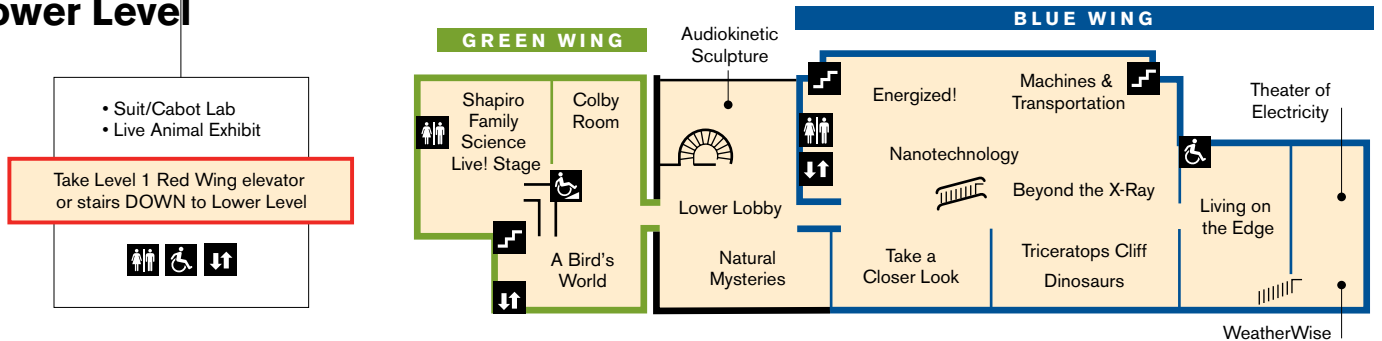 ower Level
• Suit/Cabot Lab
• Live Animal Exhibit
Take Level 1 Red Wing elevator
or stairs DOWN to Lower Level
GREEN WING
Audiokinetic
Sculpture
BLUE WING
Shapiro
Family
Science
Live! Stage
Colby
Room
A Bird's
World
Lower Lobby
Natural
Mysteries
Energized!
Machines &
Transportation
Nanotechnology
Beyond the X-Ray
Take a
Closer Look
Triceratops Cliff
Dinosaurs
Living on
the Edge
Theater of
Electricity
WeatherWise